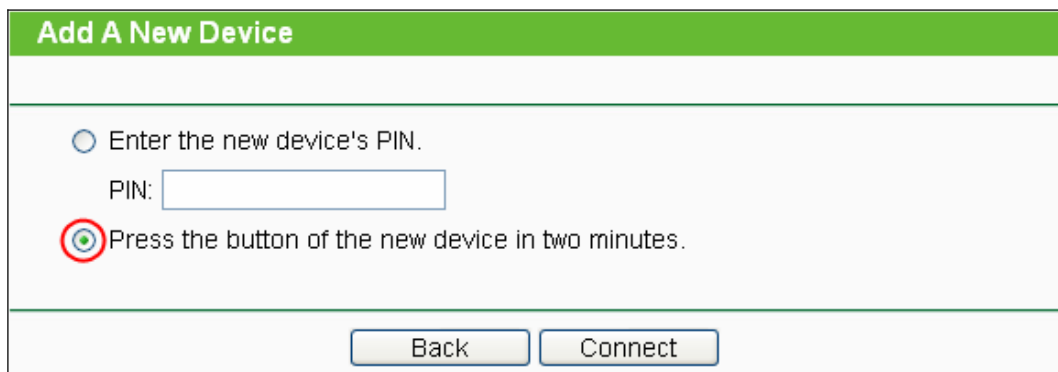 Add A New Device
Enter the new device's PIN.
PIN:
Press the button of the new device in two minutes.
Back Connect